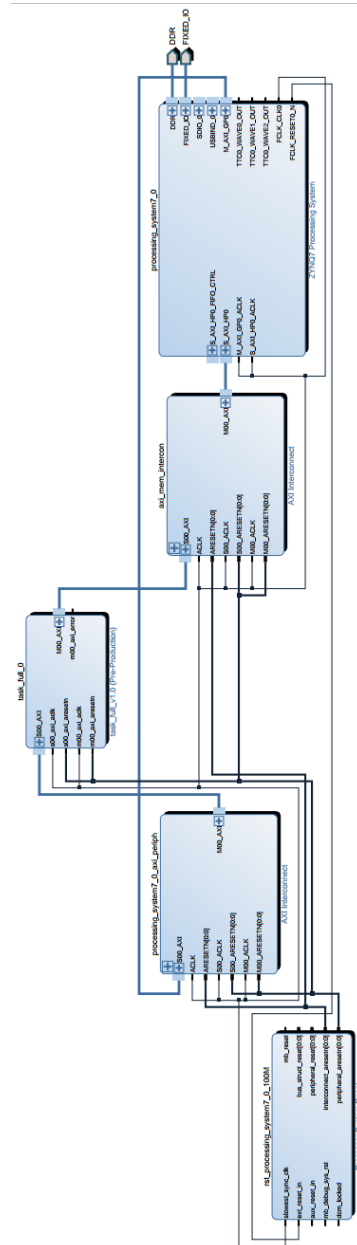 DDR
FIXED_IO
processing_system7_0
DDR
FIXED_IO
SDIO_0
USBIND_0
M_AXI_GP0
TTC0_WAVE0_OUT
TTC0_WAVE1_OUT
TTC0_WAVE2_OUT
FCLK_CLK0
FCLK_RESET0_N
S_AXI_HP0_FIFO_CTRL
S_AXI_HP0
M_AXI_GP0_ACLK
S_AXI_HP0_ACLK
ZYNQ7 Processing System
axi_mem_intercon
M00_AXI
S00_AXI
ACLK
ARESETN[0:0]
S00_ACLK
S00_ARESETN[0:0]
M00_ACLK
M00_ARESETN[0:0]
AXI Interconnect
task_full_0
M00_AXI
m00_axi_error
S00_AXI
s00_axi_aclk
s00_axi_aresetn
m00_axi_aclk
m00_axi_aresetn
task_full_v1.0 (Pre-Production)
processing_system7_0_axi_periph
M00_AXI
S00_AXI
ACLK
ARESETN[0:0]
S00_ACLK
S00_ARESETN[0:0]
M00_ACLK
M00_ARESETN[0:0]
AXI Interconnect
rst_processing_system7_0_100M
mb_reset
bus_struct_reset[0:0]
peripheral_reset[0:0]
interconnect_aresetn[0:0]
peripheral_aresetn[0:0]
slowest_sync_clk
ext_reset_in
aux_reset_in
mb_debug_sys_rst
dcm_locked